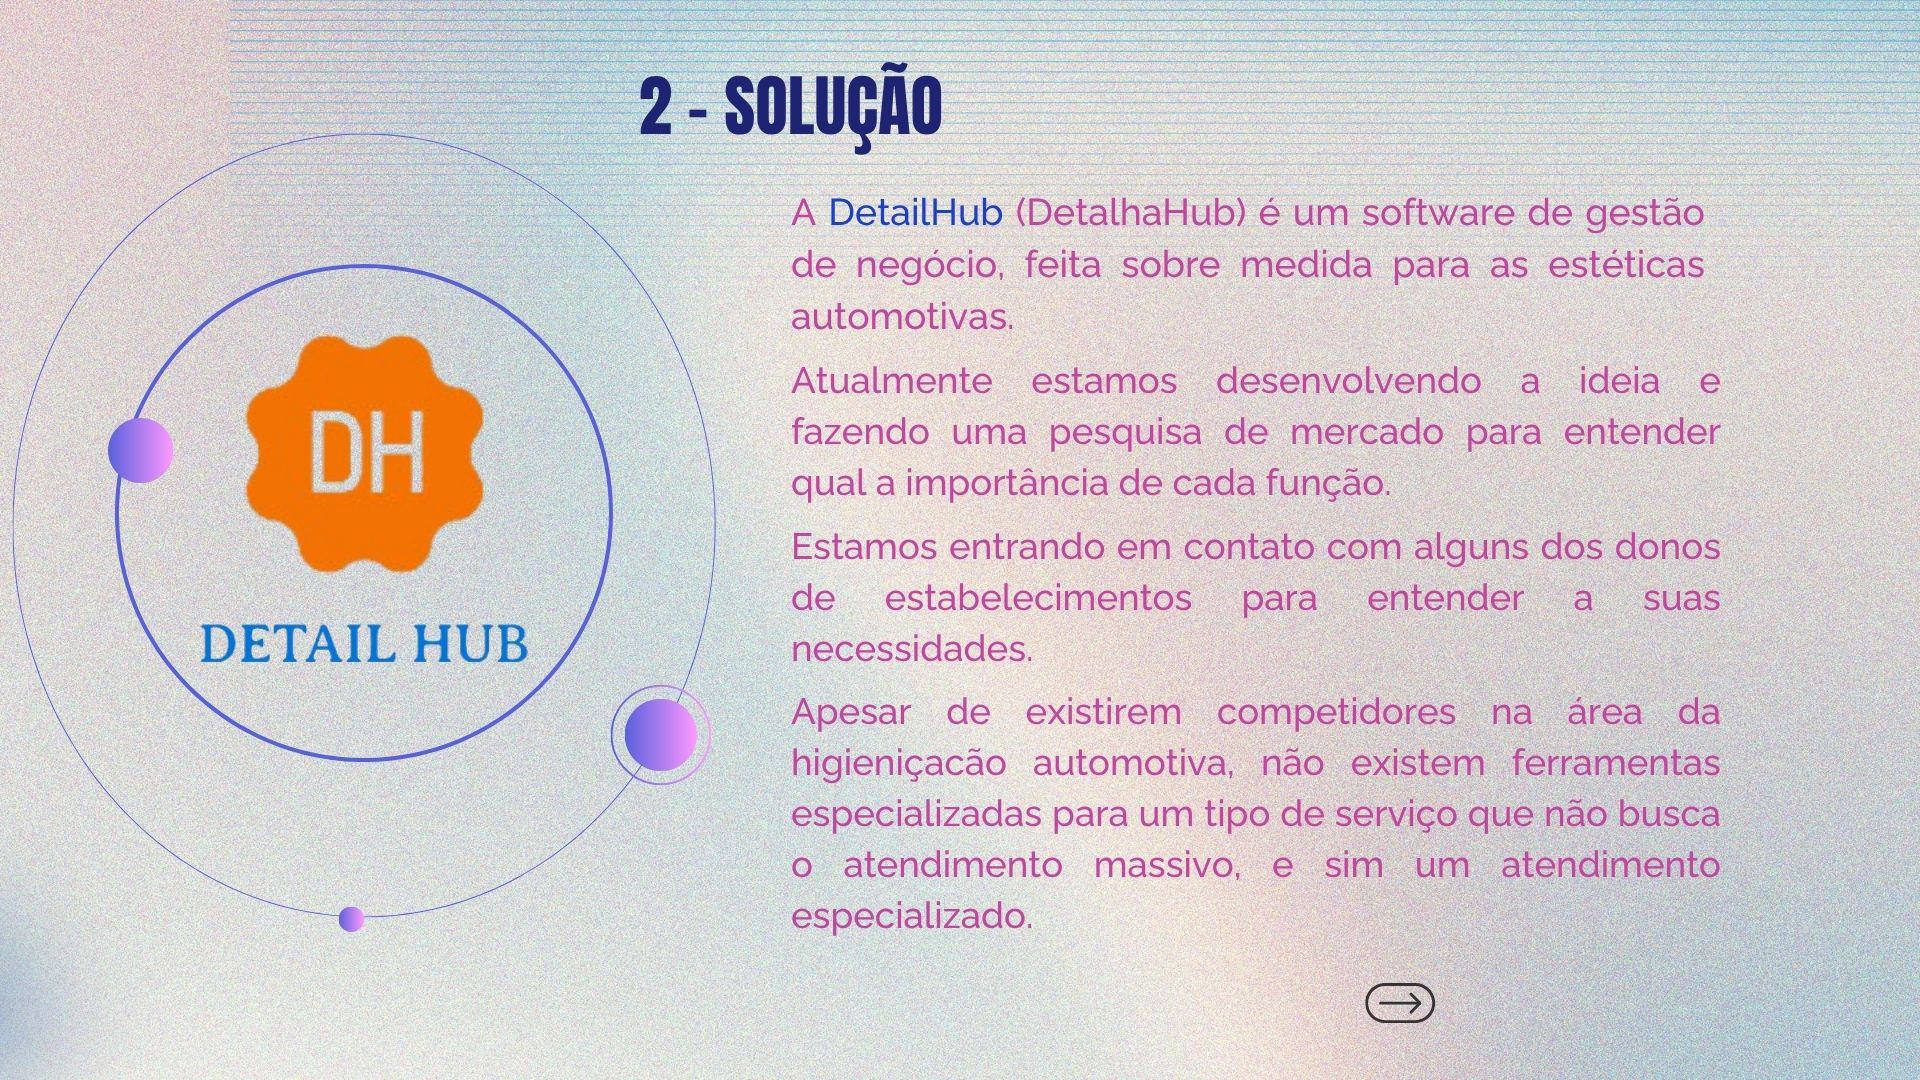 2 - SOLUÇÃO
DH
DETAIL HUB
A DetailHub (DetalhaHub) é um software de gestão
de negócio, feita sobre medida para as estéticas
automotivas.
Atualmente estamos desenvolvendo a ideia e
fazendo uma pesquisa de mercado para entender
qual a importância de cada função.
Estamos entrando em contato com alguns dos donos
de estabelecimentos para entender a suas
necessidades.
Apesar de existirem competidores na área da
higieniçacão automotiva, não existem ferramentas
especializadas para um tipo de serviço que não busca
o atendimento massivo, e sim um atendimento
especializado.